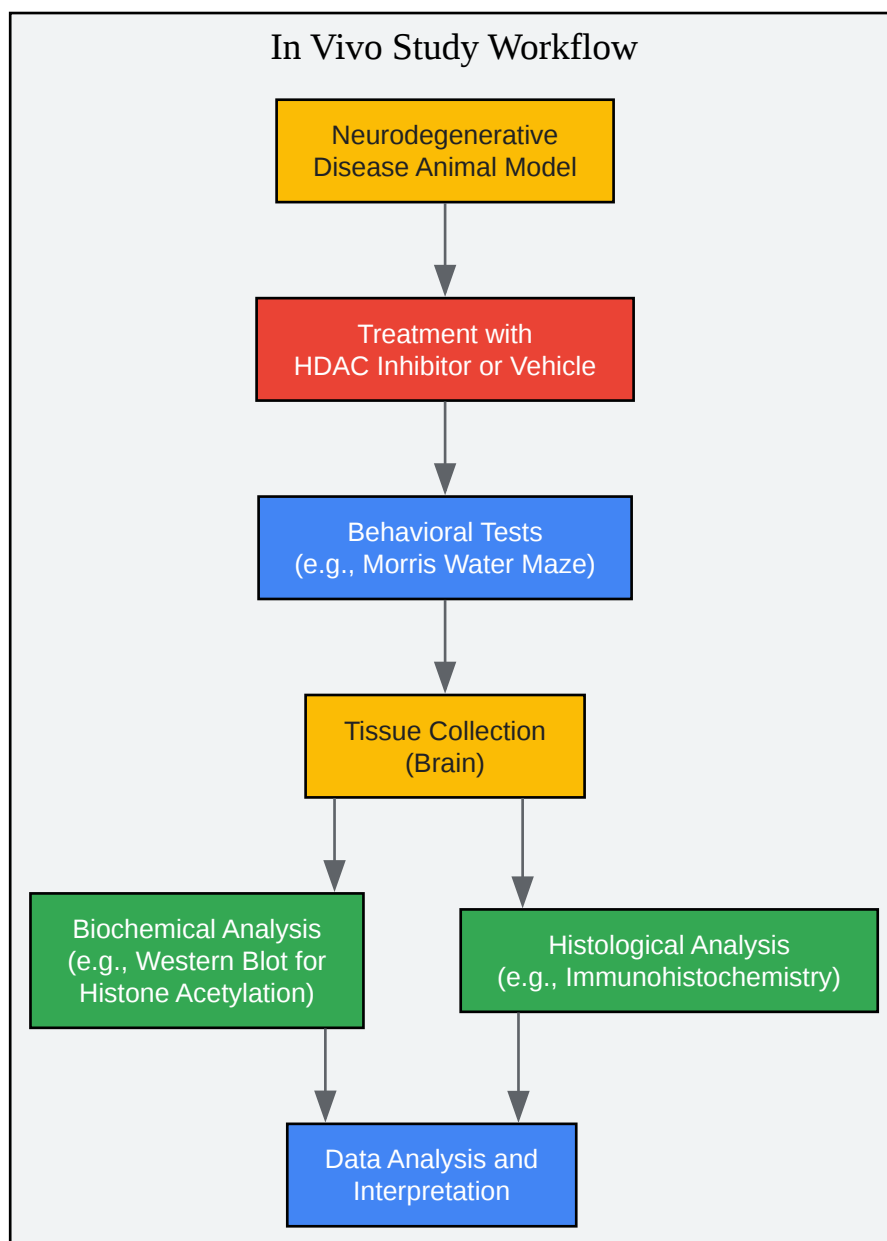 In Vivo Study Workflow
Neurodegenerative
Disease Animal Model
Treatment with
HDAC Inhibitor or Vehicle
Behavioral Tests
(e.g., Morris Water Maze)
Tissue Collection
(Brain)
Biochemical Analysis
(e.g., Western Blot for
Histone Acetylation)
Histological Analysis
(e.g., Immunohistochemistry)
Data Analysis and
Interpretation